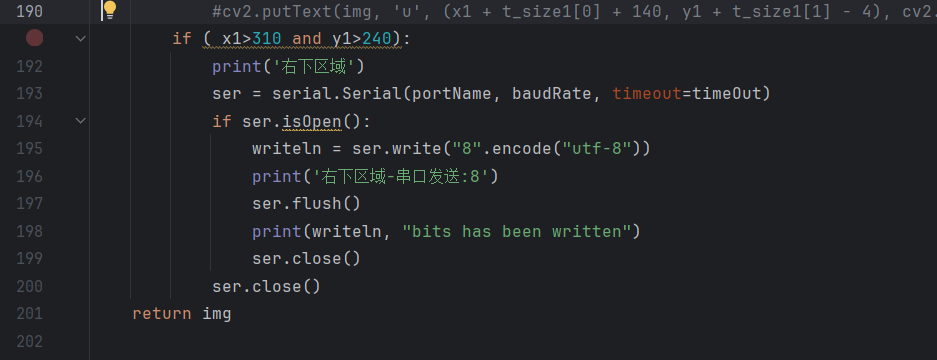 190 #cv2.putText(img, 'u', (x1 + t_size1[0] + 140, y1 + t_size1[1] - 4), cv2.
if ( x1>310 and y1>240):
192 print('右下区域')
193 ser = serial.Serial(portName, baudRate, timeout=timeOut)
194 if ser.isOpen():
195 writeln = ser.write("8".encode("utf-8"))
196 print('右下区域-串口发送:8')
197 ser.flush()
198 print(writeln, "bits has been written")
199 ser.close()
200 ser.close()
201 return img
202